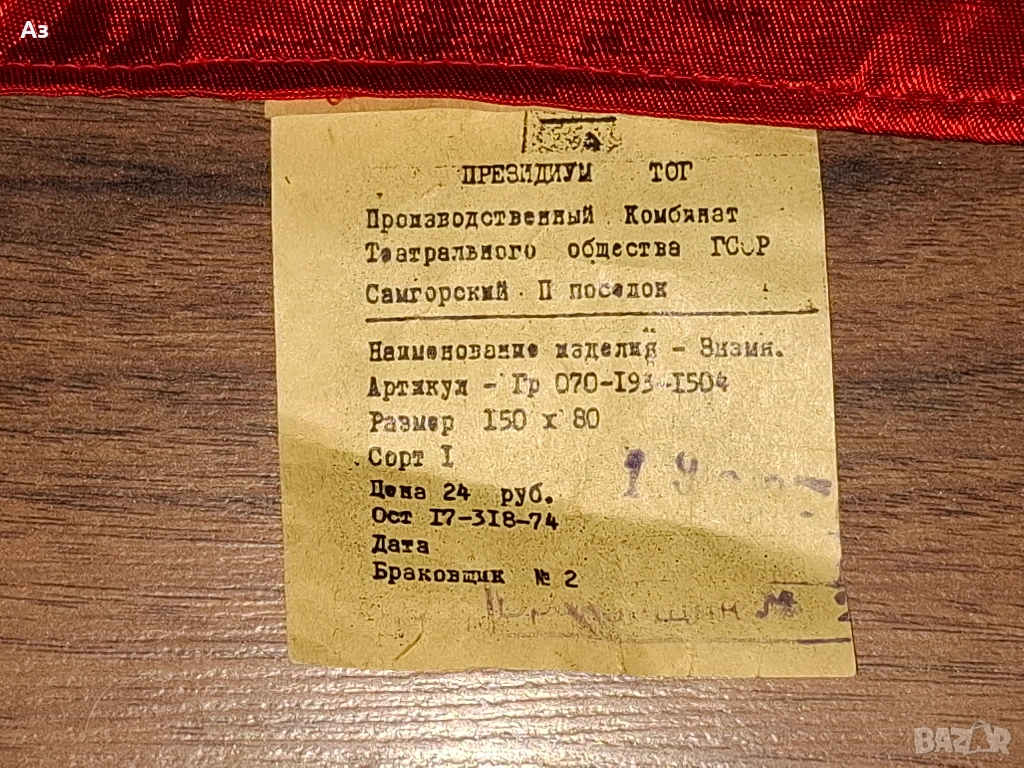 Аз
ПРЕЗИДИУМ ТОГ
Производственный Комбинат
Театрального общества ГССР
Самгорский П поселок
Наименование изделия - Знамя.
Артикул - Гр 070-193-1504
Размер 150 x 80
Сорт I
Цена 24 руб.
Ост 17-318-74
Дата
Браковщик № 2
BAZAR